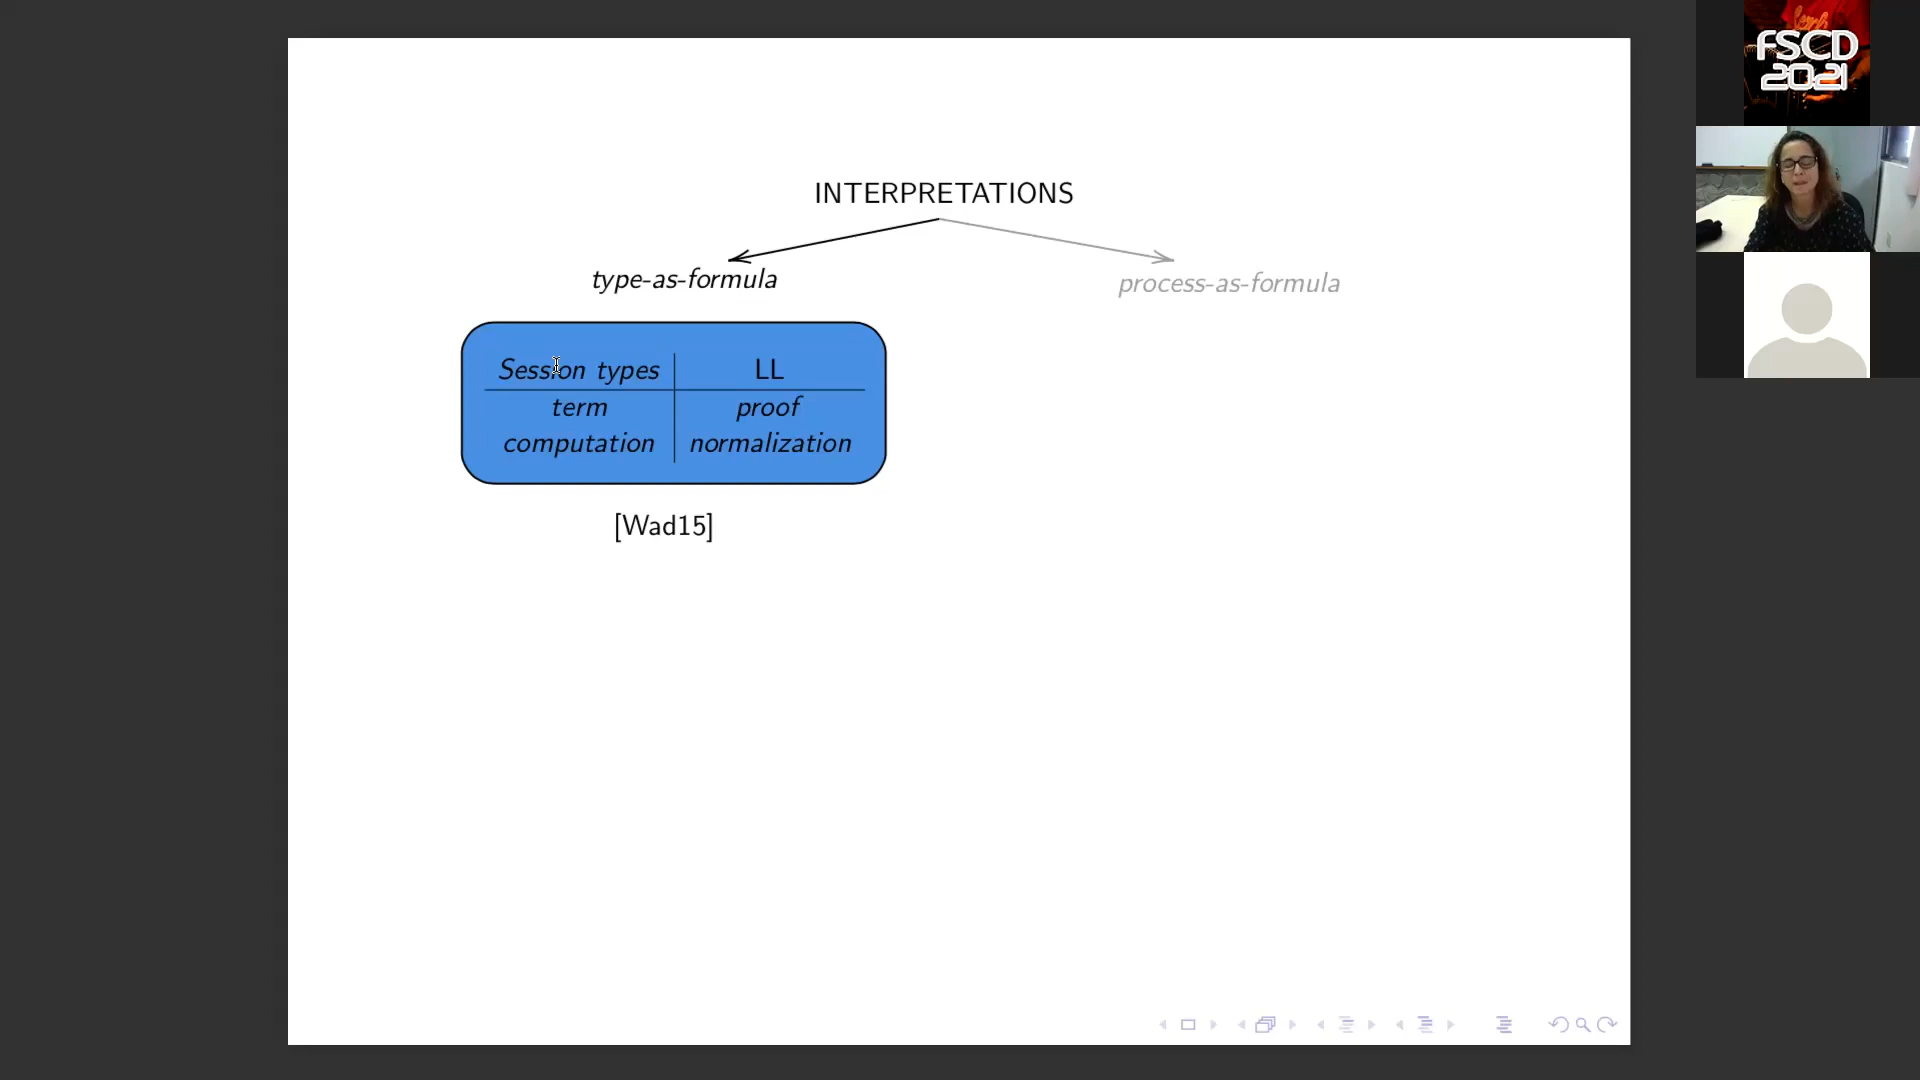 INTERPRETATIONS
type-as-formula
process-as-formula
Session types LL
term proof
computation normalization
[Wad15]
FSCD
2021